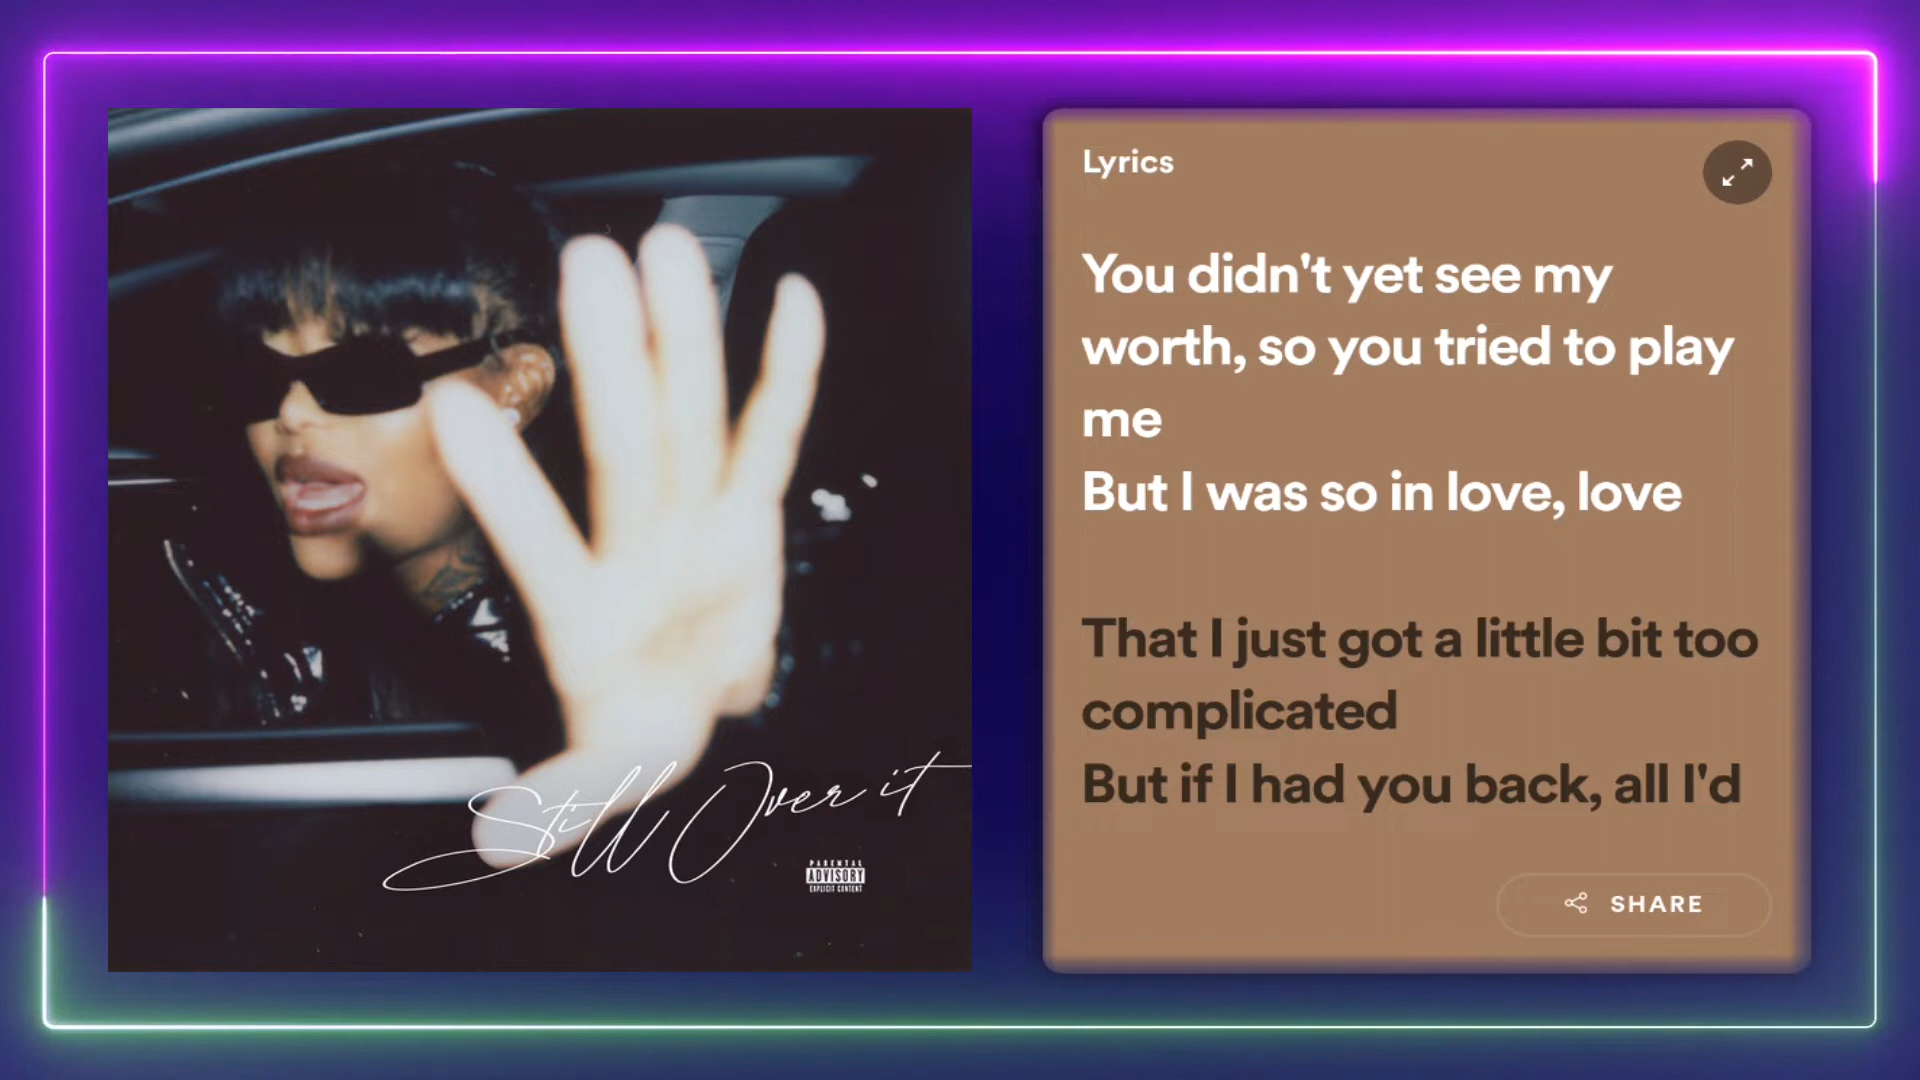 Still Over it
PARENTAL
ADVISORY
EXPLICIT CONTENT
Lyrics
You didn't yet see my
worth, so you tried to play
me
But I was so in love, love
That I just got a little bit too
complicated
But if I had you back, all I'd
SHARE